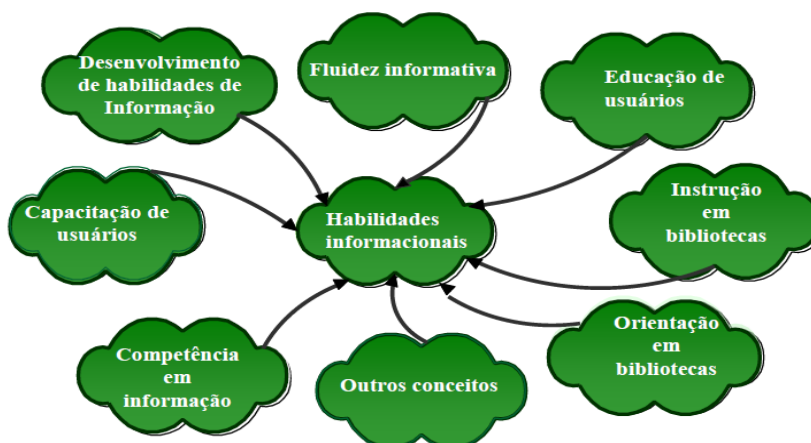 Desenvolvimento
de habilidades de
Informação
Fluidez informativa
Educação de
usuários
Capacitação de
usuários
Habilidades
informacionais
Instrução
em
bibliotecas
Competência
em
informação
Outros conceitos
Orientação
em
bibliotecas